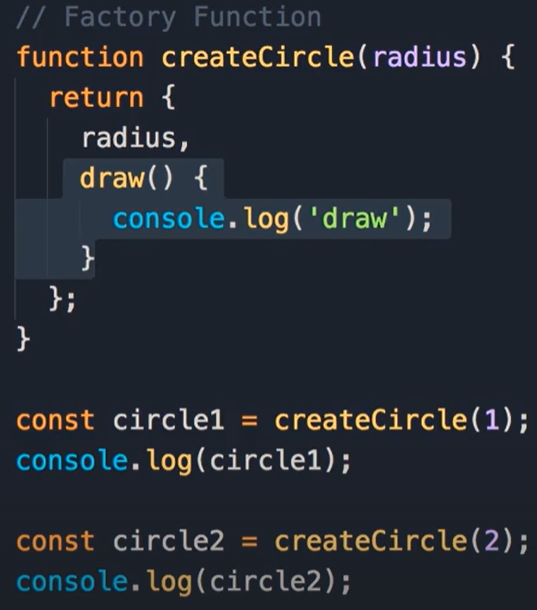 // Factory Function
function createCircle(radius) {
  return {
    radius,
    draw() {
      console.log('draw');
    }
  };
}

const circle1 = createCircle(1);
console.log(circle1);

const circle2 = createCircle(2);
console.log(circle2);